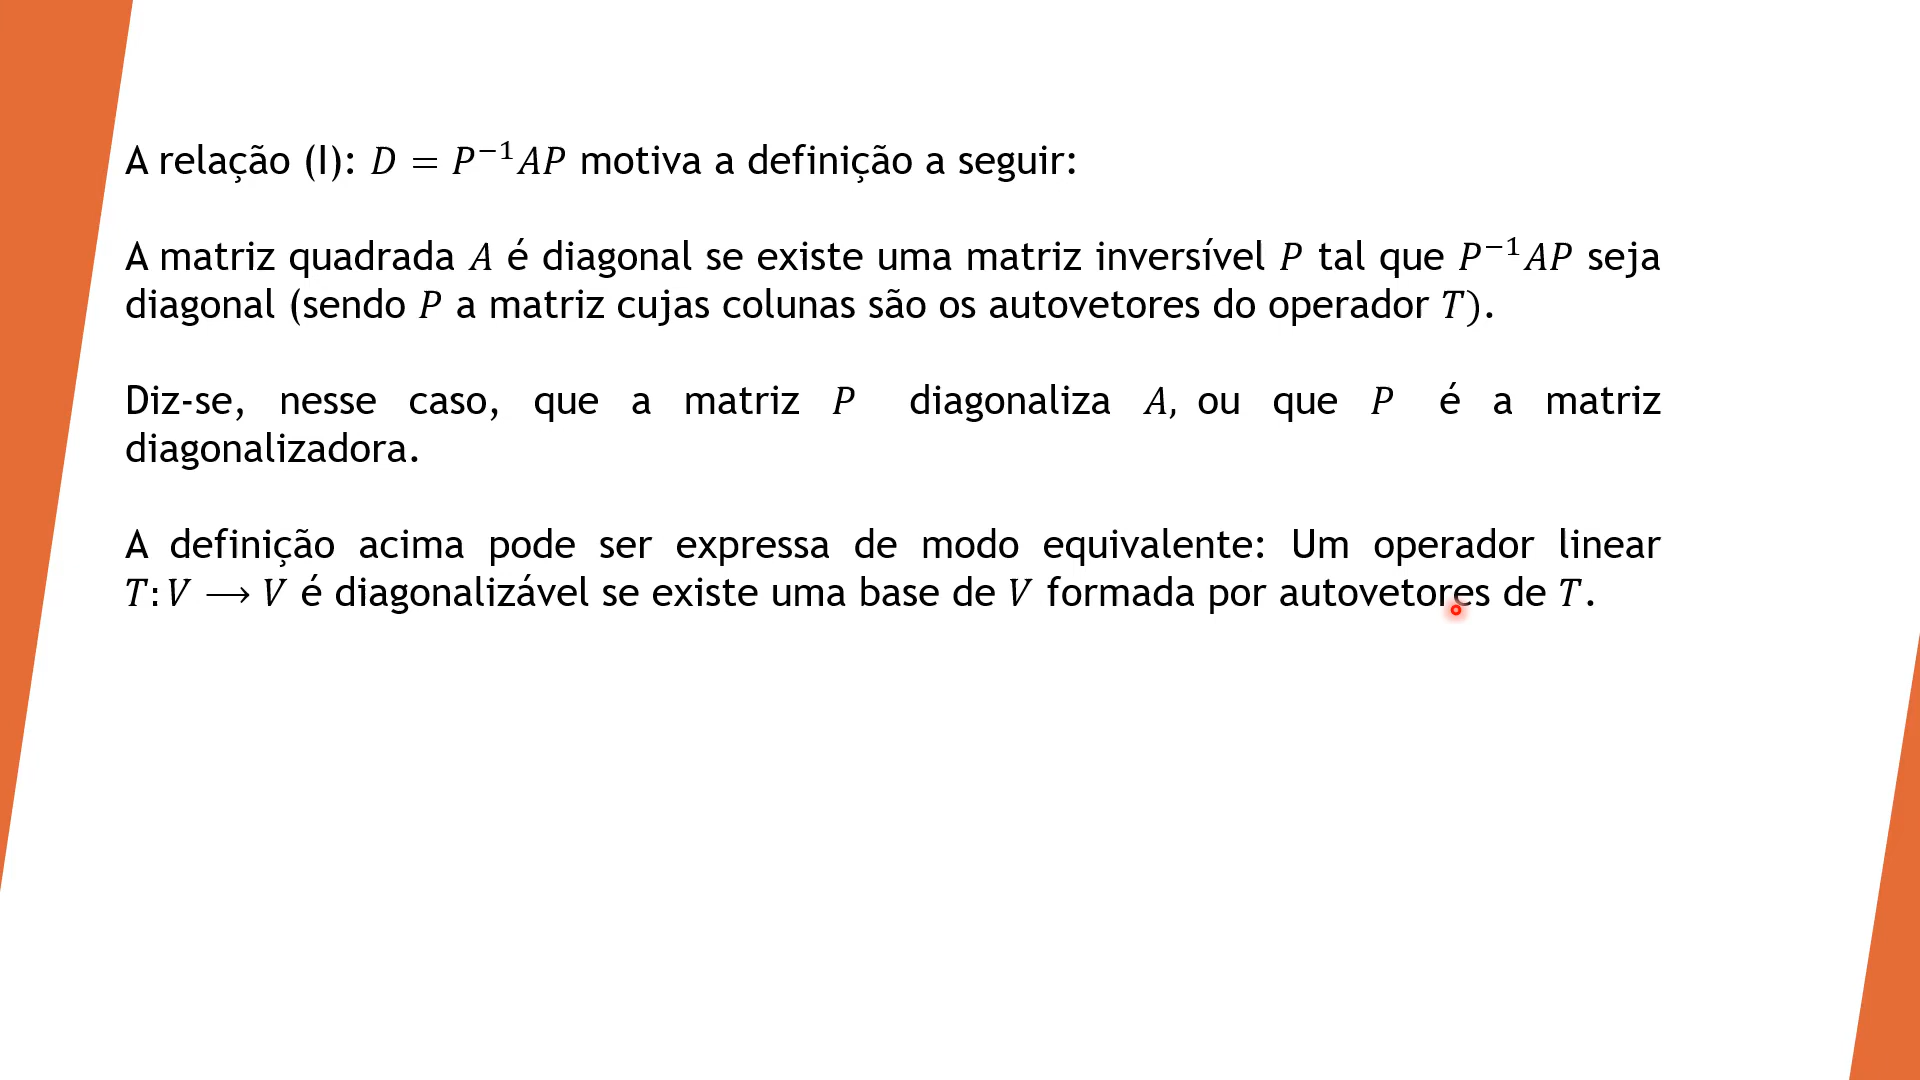 A relação (I): D = P⁻¹AP motiva a definição a seguir:
A matriz quadrada A é diagonal se existe uma matriz inversível P tal que P⁻¹AP seja
diagonal (sendo P a matriz cujas colunas são os autovetores do operador T).
Diz-se, nesse caso, que a matriz P diagonaliza A, ou que P é a matriz
diagonalizadora.
A definição acima pode ser expressa de modo equivalente: Um operador linear
T: V ⟶ V é diagonalizável se existe uma base de V formada por autovetores de T.